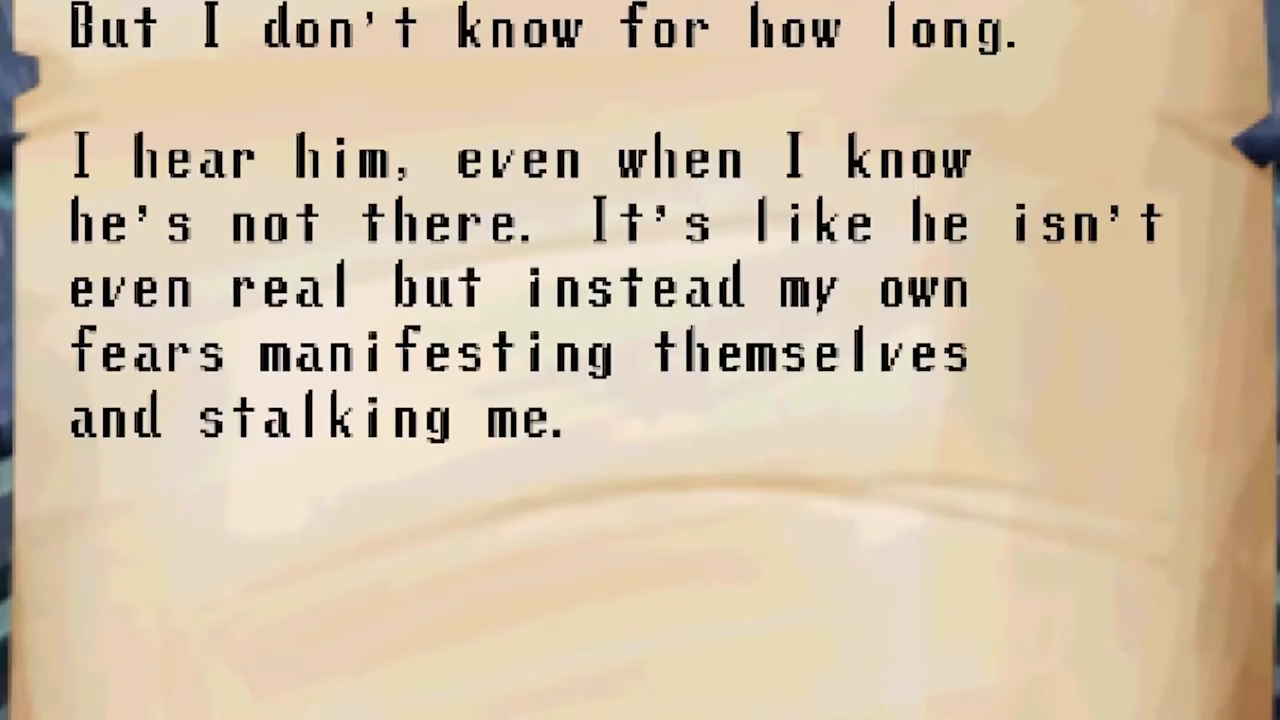 But I don't know for how long.
I hear him, even when I know
he's not there. It's like he isn't
even real but instead my own
fears manifesting themselves
and stalking me.